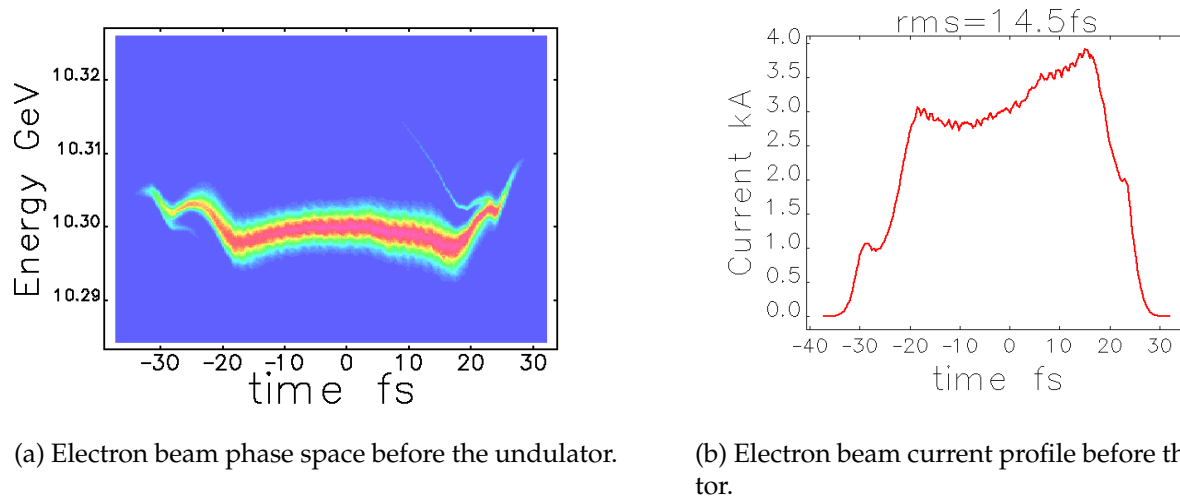 Energy GeV
10.32
10.31
10.30
10.29
-30 -20 -10 0 10 20 30
time fs
(a) Electron beam phase space before the undulator.
rms=14.5fs
Current kA
4.0
3.5
3.0
2.5
2.0
1.5
1.0
0.5
0.0
-40 -30 -20 -10 0 10 20 30
time fs
(b) Electron beam current profile before th
tor.